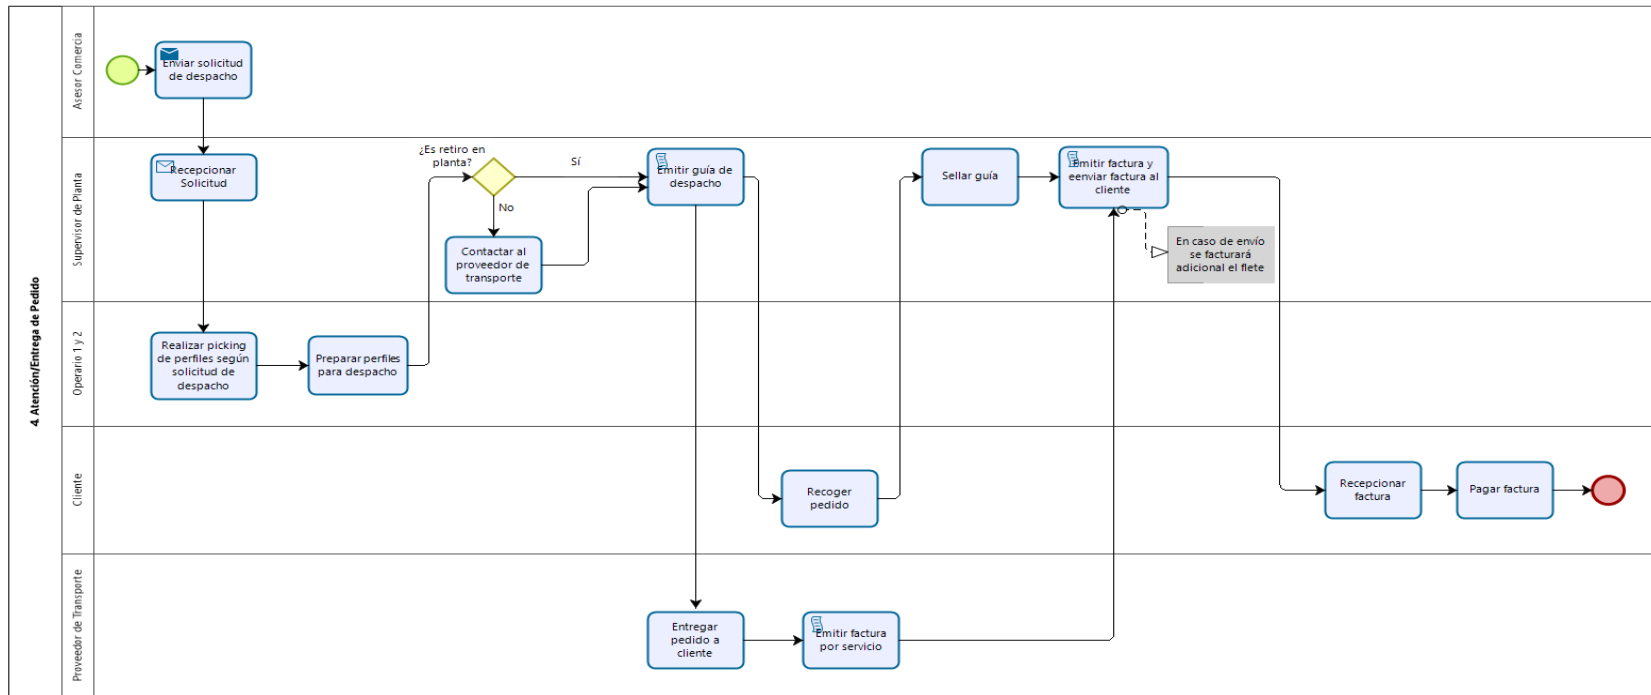 4. Atención/Entrega de Pedido
Asesor Comercia
Enviar solicitud
de despacho
Supervisor de Planta
Recepcionar
Solicitud
¿Es retiro en
planta?
Sí
No
Contactar al
proveedor de
transporte
Emitir guía de
despacho
Sellar guía
Emitir factura y
eenviar factura al
cliente
En caso de envío
se facturará
adicional el flete
Operario 1 y 2
Realizar picking
de perfiles según
solicitud de
despacho
Preparar perfiles
para despacho
Cliente
Recoger
pedido
Recepcionar
factura
Pagar factura
Proveedor de Transporte
Entregar
pedido a
cliente
Emitir factura
por servicio